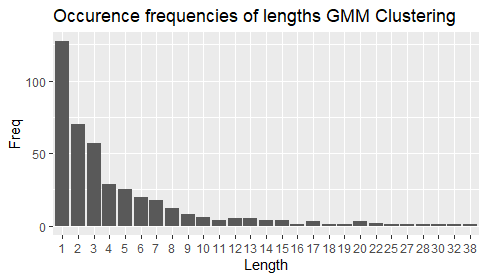 Occurence frequencies of lengths GMM Clustering
Freq
100
50
0
1 2 3 4 5 6 7 8 9 10 11 12 13 14 15 16 17 18 19 20 22 25 27 28 30 30 32 38
Length